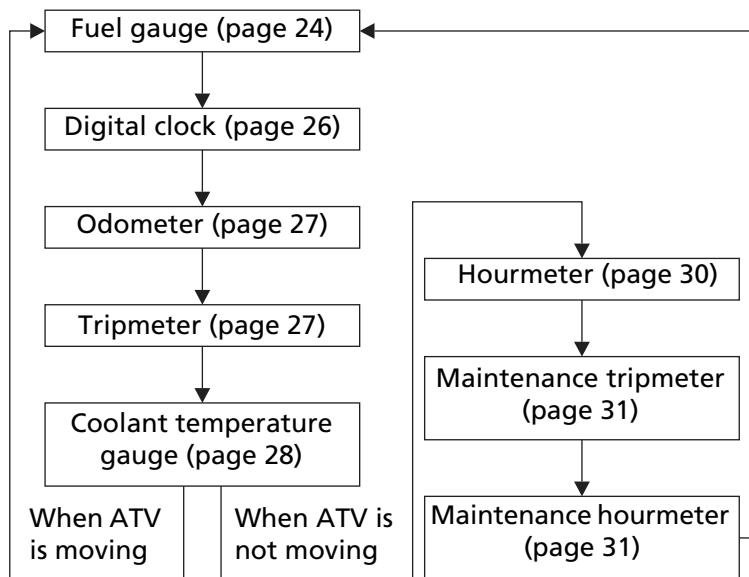 Fuel gauge (page 24)
Digital clock (page 26)
Odometer (page 27)
Tripmeter (page 27)
Coolant temperature
gauge (page 28)
When ATV
is moving
When ATV is
not moving
Hourmeter (page 30)
Maintenance tripmeter
(page 31)
Maintenance hourmeter
(page 31)